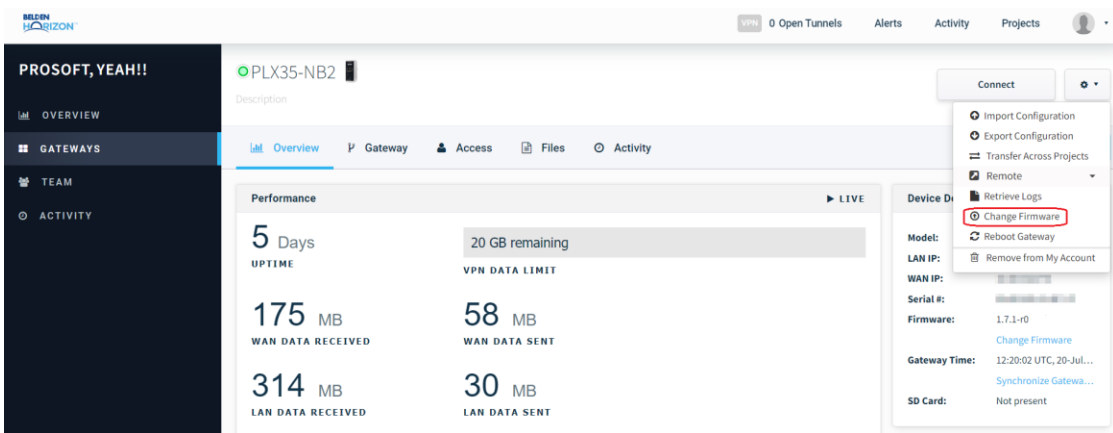 BELDEN
HORIZON
VPN 0 Open Tunnels Alerts Activity Projects
PROSOFT, YEAH!!
OVERVIEW
GATEWAYS
TEAM
ACTIVITY
PLX35-NB2
Description
Connect
Import Configuration
Export Configuration
Transfer Across Projects
Remote
Retrieve Logs
Change Firmware
Reboot Gateway
Remove from My Account
Overview Gateway Access Files Activity
Performance LIVE
5 Days
UPTIME
20 GB remaining
VPN DATA LIMIT
175 MB
WAN DATA RECEIVED
58 MB
WAN DATA SENT
314 MB
LAN DATA RECEIVED
30 MB
LAN DATA SENT
Device De
Model:
LAN IP:
WAN IP:
Serial #:
Firmware: 1.7.1-r0
Change Firmware
Gateway Time: 12:20:02 UTC, 20-Jul...
Synchronize Gatewa...
SD Card: Not present